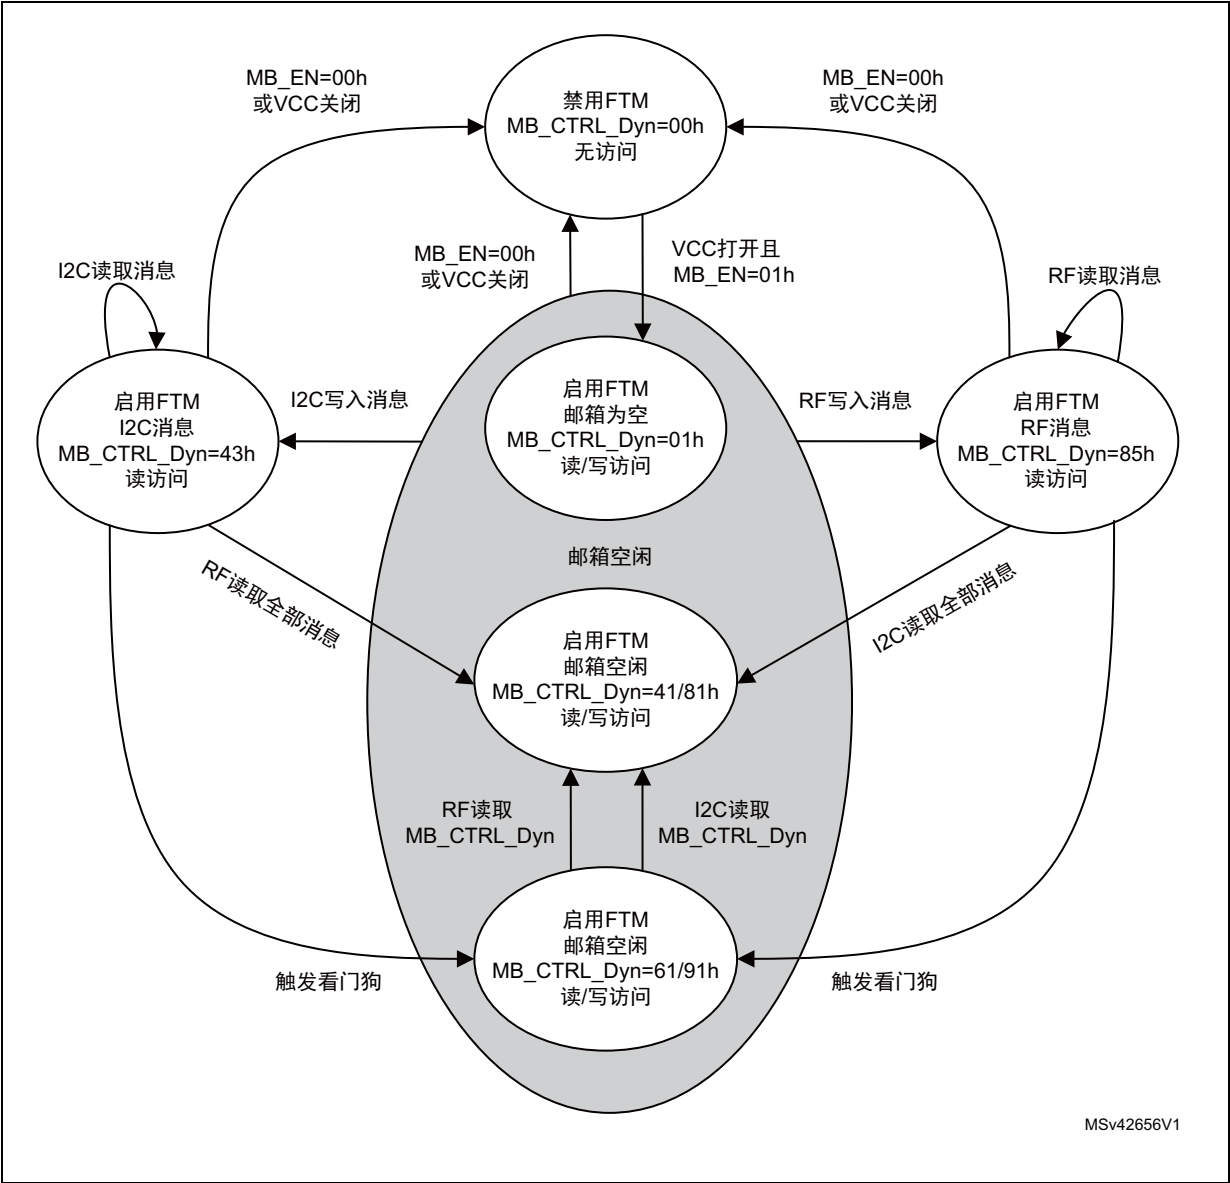 MB_EN=00h
或VCC关闭
禁用FTM
MB_CTRL_Dyn=00h
无访问
MB_EN=00h
或VCC关闭
MB_EN=00h
或VCC关闭
VCC打开且
MB_EN=01h
I2C读取消息
RF读取消息
启用FTM
I2C消息
MB_CTRL_Dyn=43h
读访问
I2C写入消息
启用FTM
邮箱为空
MB_CTRL_Dyn=01h
读/写访问
RF写入消息
启用FTM
RF消息
MB_CTRL_Dyn=85h
读访问
邮箱空闲
RF读取全部消息
I2C读取全部消息
启用FTM
邮箱空闲
MB_CTRL_Dyn=41/81h
读/写访问
RF读取
MB_CTRL_Dyn
I2C读取
MB_CTRL_Dyn
启用FTM
邮箱空闲
MB_CTRL_Dyn=61/91h
读/写访问
触发看门狗
触发看门狗
MSv42656V1